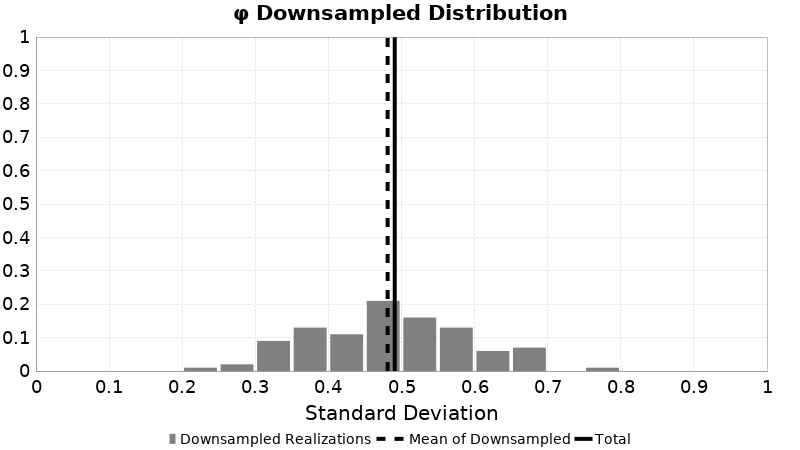 φ Downsampled Distribution
1
0.9
0.8
0.7
0.6
0.5
0.4
0.3
0.2
0.1
0
0 0.1 0.2 0.3 0.4 0.5 0.6 0.7 0.8 0.9 1
Standard Deviation
Downsampled Realizations Mean of Downsampled Total